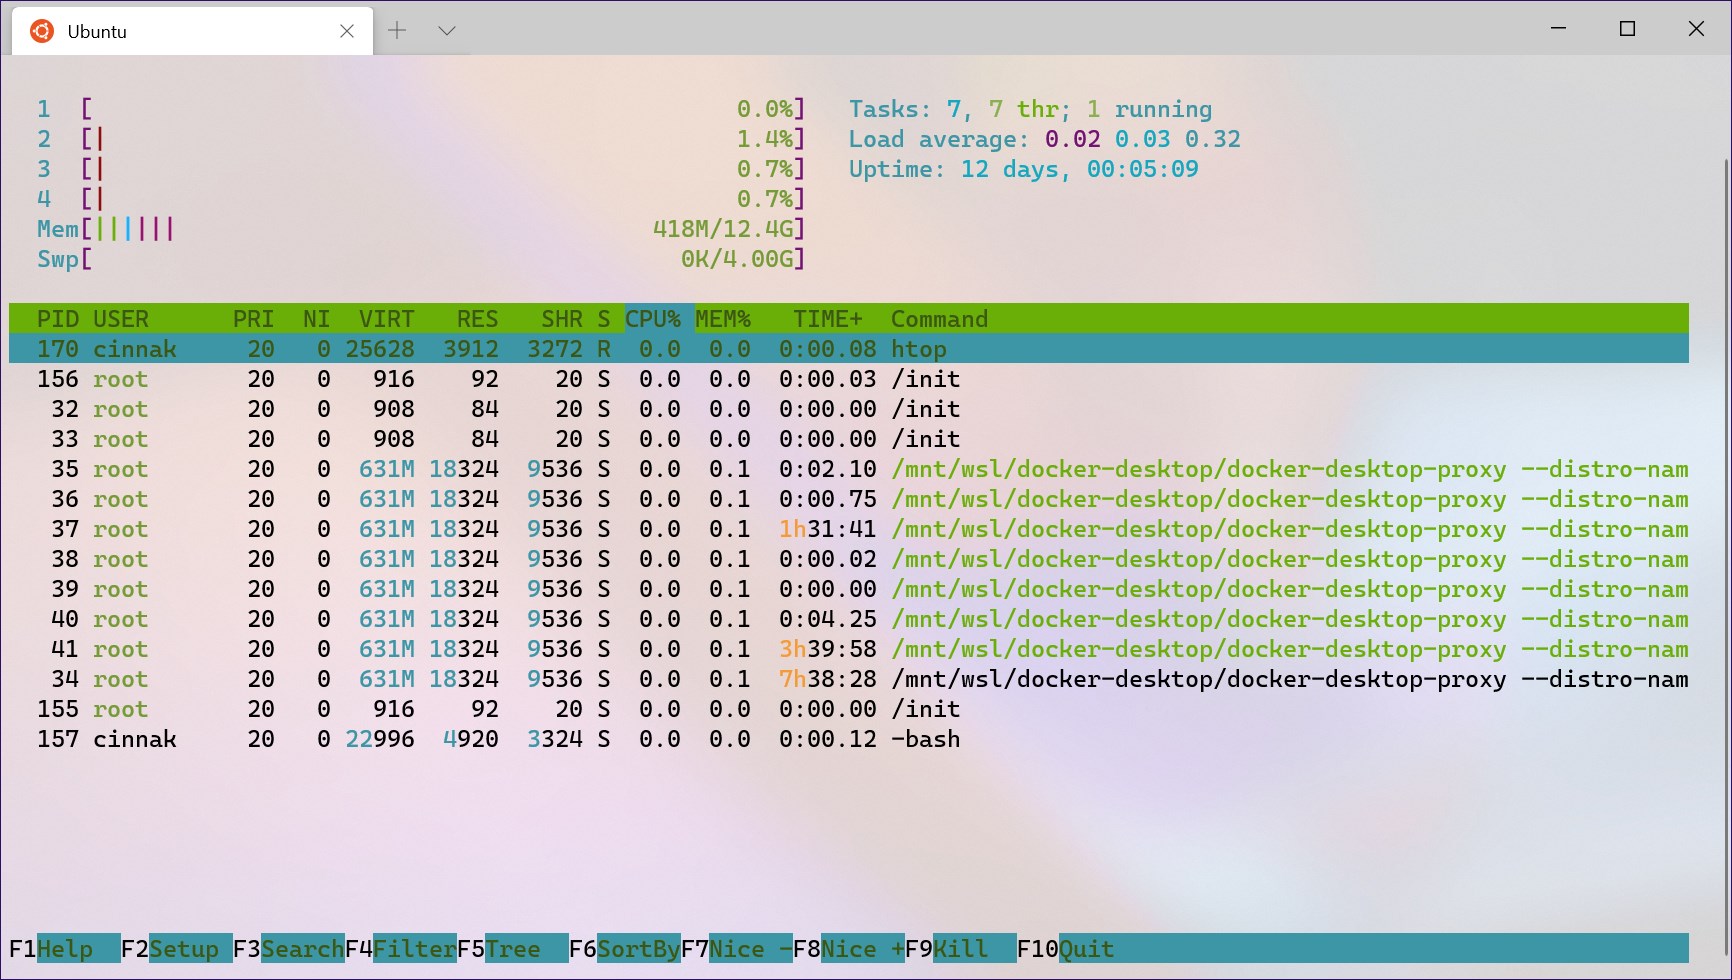 Ubuntu
1 [ 0.0%] Tasks: 7, 7 thr; 1 running
2 [| 1.4%] Load average: 0.02 0.03 0.32
3 [| 0.7%] Uptime: 12 days, 00:05:09
4 [| 0.7%]
Mem[|||||| 418M/12.4G]
Swp[ 0K/4.00G]
PID USER PRI NI VIRT RES SHR S CPU% MEM% TIME+ Command
170 cinnak 20 0 25628 3912 3272 R 0.0 0.0 0:00.08 htop
156 root 20 0 916 92 20 S 0.0 0.0 0:00.03 /init
32 root 20 0 908 84 20 S 0.0 0.0 0:00.00 /init
33 root 20 0 908 84 20 S 0.0 0.0 0:00.00 /init
35 root 20 0 631M 18324 9536 S 0.0 0.1 0:02.10 /mnt/wsl/docker-desktop/docker-desktop-proxy --distro-nam
36 root 20 0 631M 18324 9536 S 0.0 0.1 0:00.75 /mnt/wsl/docker-desktop/docker-desktop-proxy --distro-nam
37 root 20 0 631M 18324 9536 S 0.0 0.1 1h31:41 /mnt/wsl/docker-desktop/docker-desktop-proxy --distro-nam
38 root 20 0 631M 18324 9536 S 0.0 0.1 0:00.02 /mnt/wsl/docker-desktop/docker-desktop-proxy --distro-nam
39 root 20 0 631M 18324 9536 S 0.0 0.1 0:00.00 /mnt/wsl/docker-desktop/docker-desktop-proxy --distro-nam
40 root 20 0 631M 18324 9536 S 0.0 0.1 0:04.25 /mnt/wsl/docker-desktop/docker-desktop-proxy --distro-nam
41 root 20 0 631M 18324 9536 S 0.0 0.1 3h39:58 /mnt/wsl/docker-desktop/docker-desktop-proxy --distro-nam
34 root 20 0 631M 18324 9536 S 0.0 0.1 7h38:28 /mnt/wsl/docker-desktop/docker-desktop-proxy --distro-nam
155 root 20 0 916 92 20 S 0.0 0.0 0:00.00 /init
157 cinnak 20 0 22996 4920 3324 S 0.0 0.0 0:00.12 -bash
F1Help F2Setup F3SearchF4FilterF5Tree F6SortByF7Nice -F8Nice +F9Kill F10Quit